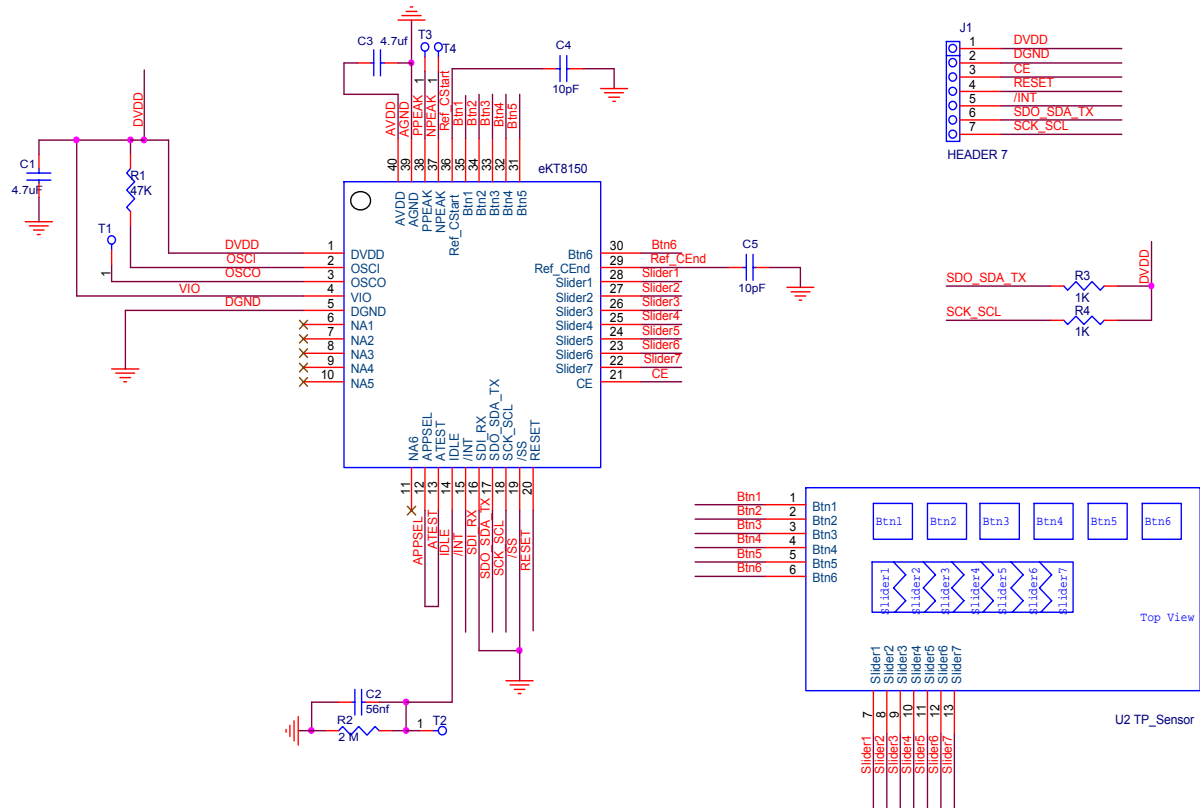 C3 4.7uf
T3
T4
C4
10pF
AVDD
AGND
PPEAK 1
NPEAK 1
Ref_CStart
Btn1
Btn2
Btn3
Btn4
Btn5
40
39
38
37
36
35
34
33
32
31
eKT8150
J1
1 DVDD
2 DGND
3 CE
4 RESET
5 /INT
6 SDO_SDA_TX
7 SCK_SCL
HEADER 7
DVDD
C1
4.7uF
R1
47K
T1
1
DVDD
OSCI
OSCO
VIO
DGND
1
2
3
4
5
6
7
8
9
10
DVDD
OSCI
OSCO
VIO
DGND
NA1
NA2
NA3
NA4
NA5
AVDD
AGND
PPEAK
NPEAK
Ref_CStart
Btn1
Btn2
Btn3
Btn4
Btn5
Btn6
Ref_CEnd
Slider1
Slider2
Slider3
Slider4
Slider5
Slider6
Slider7
CE
30
29
28
27
26
25
24
23
22
21
Btn6
Ref_CEnd
Slider1
Slider2
Slider3
Slider4
Slider5
Slider6
Slider7
CE
C5
10pF
SDO_SDA_TX
R3
1K
SCK_SCL
R4
1K
DVDD
NA6
APPSEL
ATEST
IDLE
/INT
SDI_RX
SDO_SDA_TX
SCK_SCL
/SS
RESET
11
12
13
14
15
16
17
18
19
20
APPSEL
ATEST
IDLE
/INT
SDI_RX
SDO_SDA_TX
SCK_SCL
/SS
RESET
C2
56nf
R2
2 M
1
T2
Btn1 1 Btn1
Btn2 2 Btn2
Btn3 3 Btn3
Btn4 4 Btn4
Btn5 5 Btn5
Btn6 6 Btn6
Btn1 Btn2 Btn3 Btn4 Btn5 Btn6
Slider1
Slider2
Slider3
Slider4
Slider5
Slider6
Slider7
Top View
Slider1
Slider2
Slider3
Slider4
Slider5
Slider6
Slider7
7
8
9
10
11
12
13
Slider1
Slider2
Slider3
Slider4
Slider5
Slider6
Slider7
U2 TP_Sensor